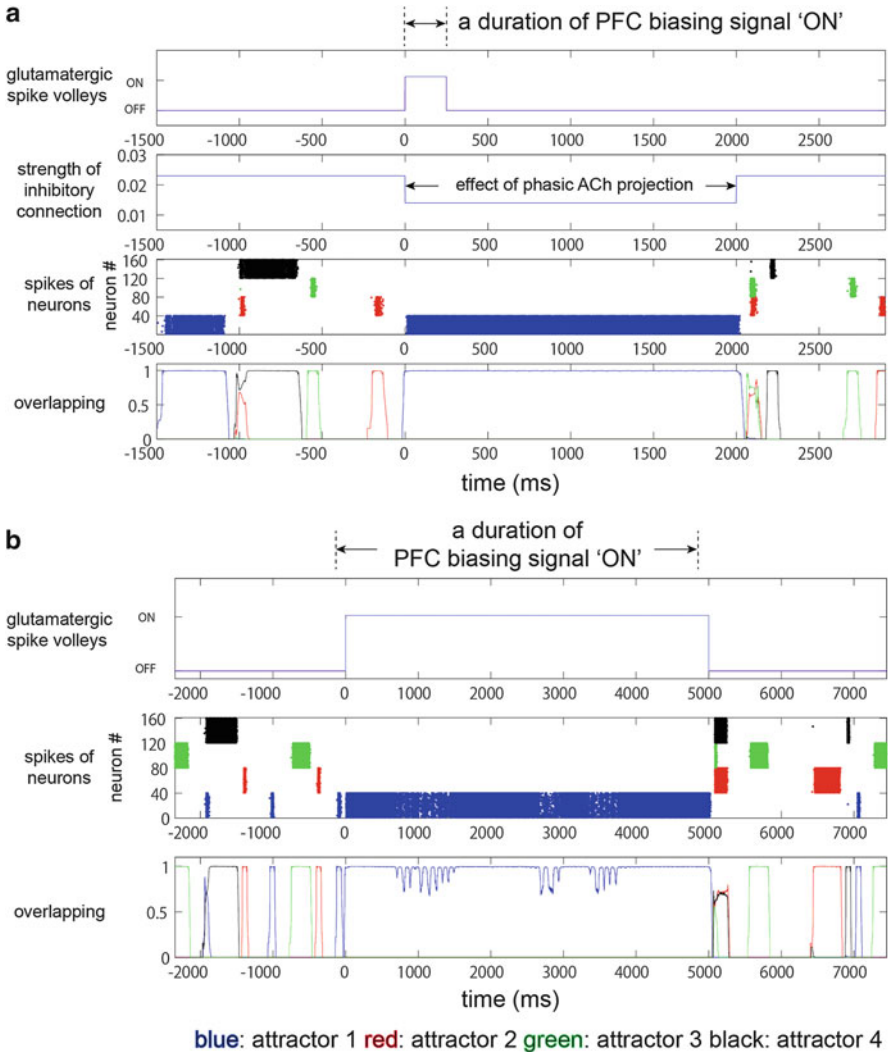 a
a duration of PFC biasing signal ‘ON’
glutamatergic
spike volleys
ON
OFF
-1500 -1000 -500 0 500 1000 1500 2000 2500
strength of
inhibitory
connection
0.03
0.02
0.01
effect of phasic ACh projection
-1500 -1000 -500 0 500 1000 1500 2000 2500
spikes of
neurons
neuron #
160
120
80
40
0
-1500 -1000 -500 0 500 1000 1500 2000 2500
overlapping
1
0.5
0
-1500 -1000 -500 0 500 1000 1500 2000 2500
time (ms)
b
a duration of
PFC biasing signal ‘ON’
glutamatergic
spike volleys
ON
OFF
-2000 -1000 0 1000 2000 3000 4000 5000 6000 7000
spikes of
neurons
neuron #
160
120
80
40
0
-2000 -1000 0 1000 2000 3000 4000 5000 6000 7000
overlapping
1
0.5
0
-2000 -1000 0 1000 2000 3000 4000 5000 6000 7000
time (ms)
blue: attractor 1 red: attractor 2 green: attractor 3 black: attractor 4